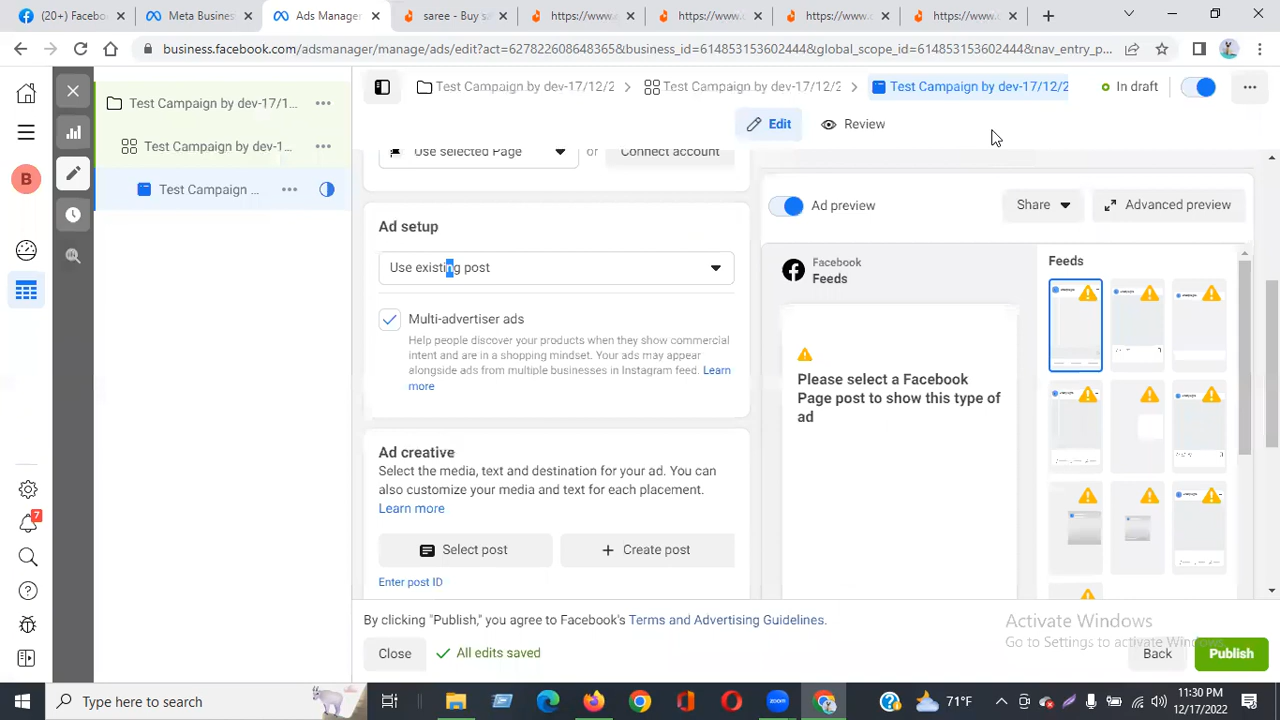 (20+) Facebo
Meta Busines
Ads Manager
saree - Buy sa
https://www.
https://www.c
https://www.c
https://www.c
business.facebook.com/adsmanager/manage/ads/edit?act=627822608648365&business_id=6148531536024444&global_scope_id=6148531536024444&nav_entry_p...
Test Campaign by dev-17/12/2
Test Campaign by dev-17/12/2
Test Campaign by dev-17/12/2
In draft
Edit
Review
B
Test Campaign by dev-17/1...
Test Campaign by dev-1...
Test Campaign ...
7
Use selected Page
or
Connect account
Ad setup
Use existing post
Multi-advertiser ads
Help people discover your products when they show commercial
intent and are in a shopping mindset. Your ads may appear
alongside ads from multiple businesses in Instagram feed. Learn
more
Ad creative
Select the media, text and destination for your ad. You can
also customize your media and text for each placement.
Learn more
Select post
Create post
Enter post ID
Ad preview
Share
Advanced preview
Facebook
Feeds
Please select a Facebook
Page post to show this type of
ad
Feeds
By clicking "Publish," you agree to Facebook's Terms and Advertising Guidelines.
Activate Windows
Go to Settings to activate Windows.
Close
All edits saved
Back
Publish
Type here to search
zoom
71°F
11:30 PM
12/17/2022